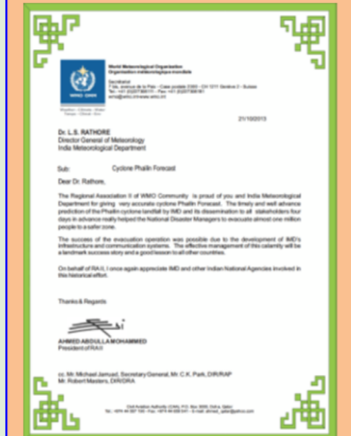 World Meteorological Organization
Organisation météorologique mondiale
Secrétariat
7 bis, avenue de la Paix - Case postale 2300 - CH 1211 Genève 2 - Suisse
WMO OMM
21/10/2013
Dr. L.S. RATHORE
Director General of Meteorology
India Meteorological Department
Sub: Cyclone Phailin Forecast
Dear Dr. Rathore,
The Regional Association II of WMO Community is proud of you and India Meteorological
Department for giving very accurate cyclone Phailin Forecast. The timely and well advance
prediction of the Phailin cyclone landfall by IMD and its dissemination to all stakeholders four
days in advance really helped the National Disaster Managers to evacuate almost one million
people to a safer zone.
The success of the evacuation operation was possible due to the development of IMD's
infrastructure and communication systems. The effective management of this calamity will be
a landmark success story and a good lesson to all other countries.
On behalf of RA II, I once again appreciate IMD and other Indian National Agencies involved in
this historical effort.
Thanks & Regards
AHMED ABDULLA MOHAMMED
President of RA II
cc. Mr. Michael Jarraud, Secretary General, Mr. C.K. Park, DIR/RAP
Mr. Robert Masters, DIR/DRA